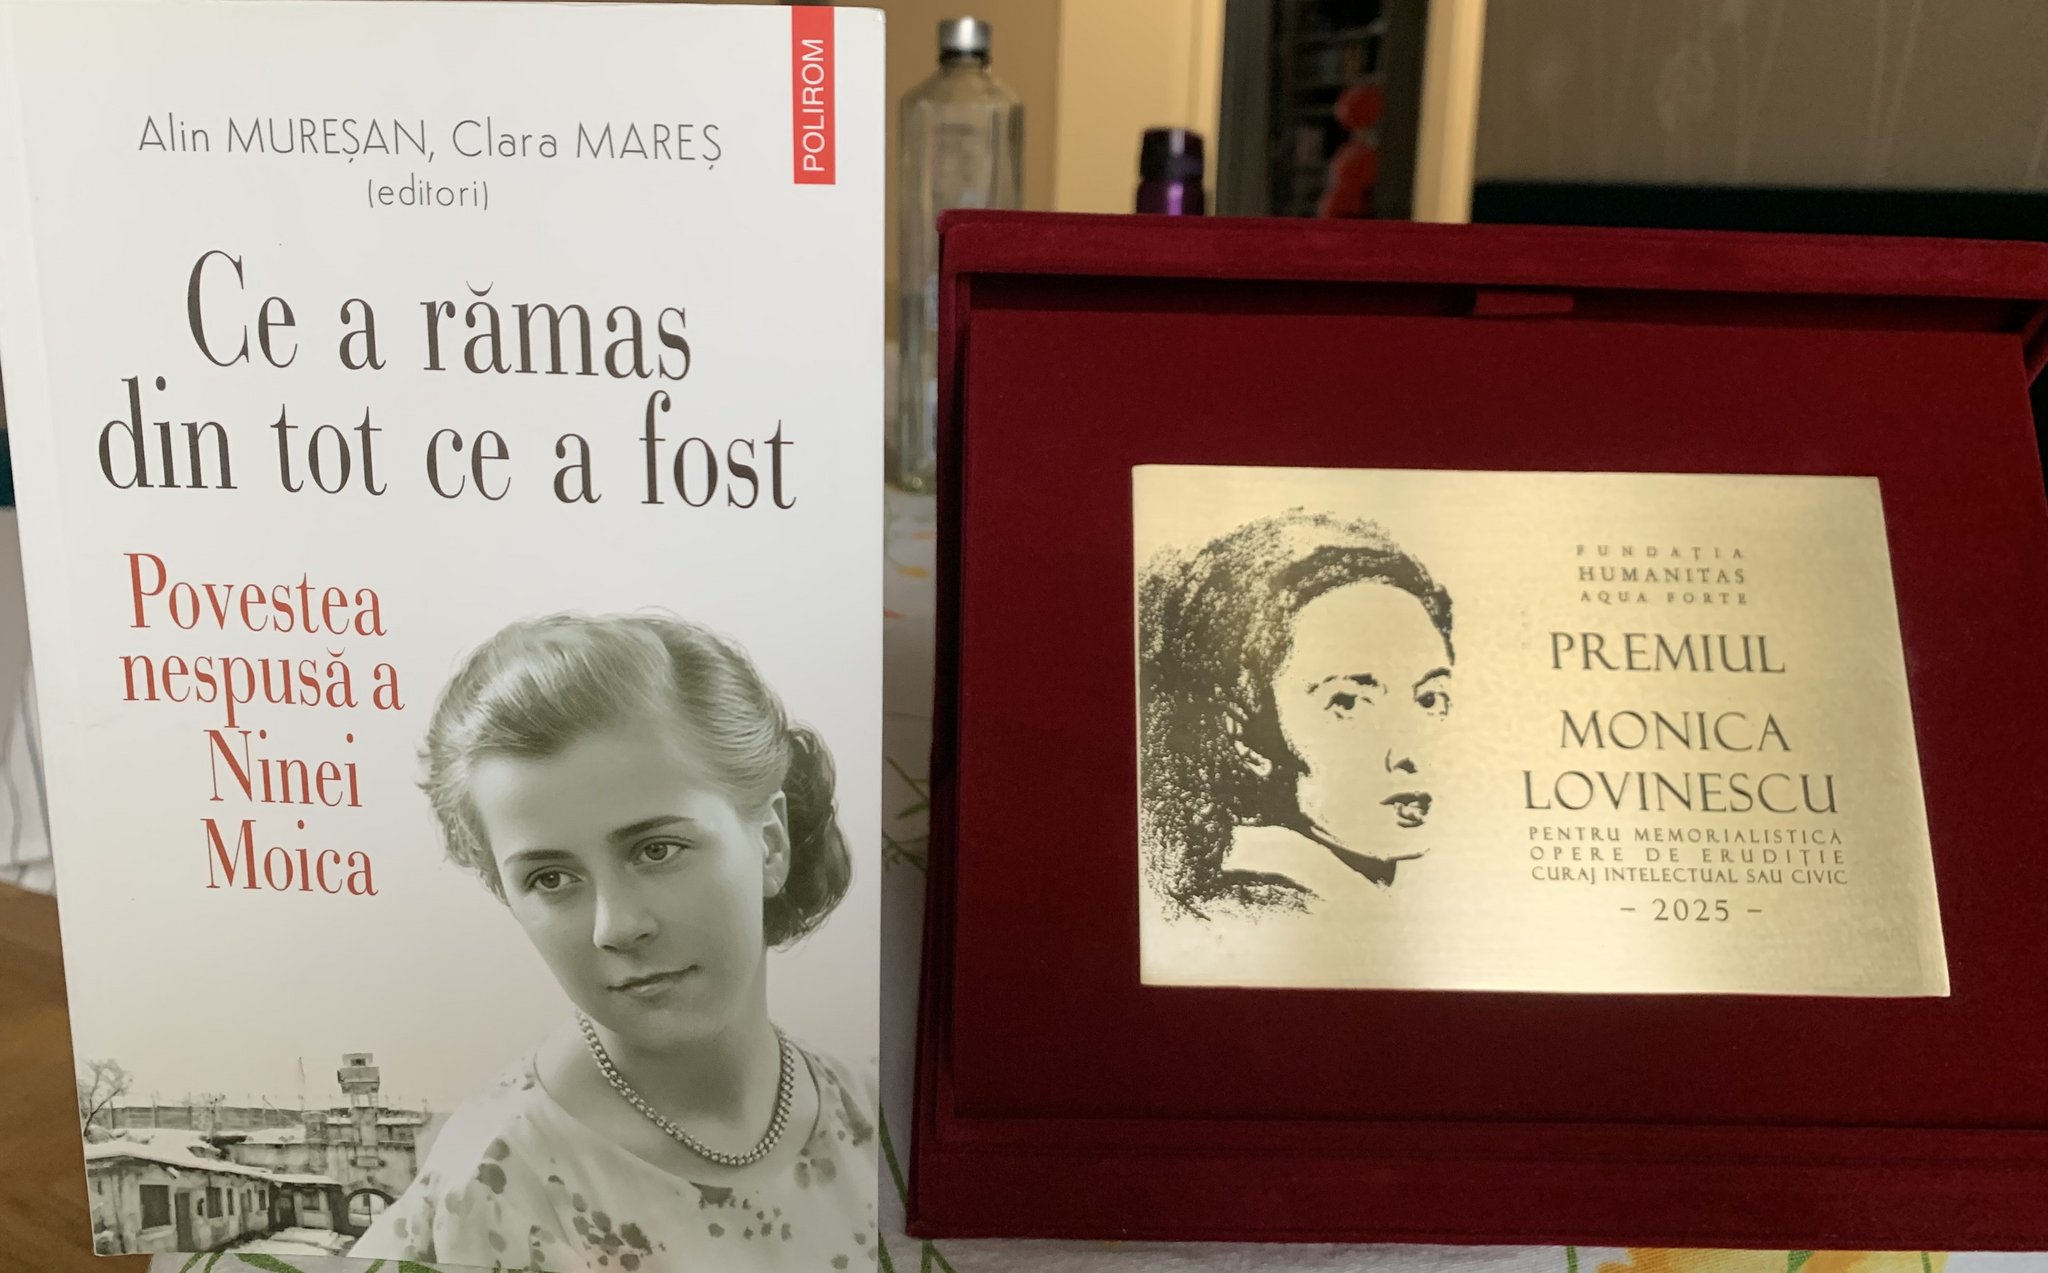 POLIROM
Alin MUREȘAN, Clara MAREȘ
(editori)
Ce a rămas
din tot ce a fost
Povestea
nespusă a
Ninei
Moica
FUNDAȚIA
HUMANITAS
AQUA FORTE
PREMIUL
MONICA
LOVINESCU
PENTRU MEMORIALISTICĂ
OPERE DE ERUDIȚIE
CURAJ INTELECTUAL SAU CIVIC
– 2025 –